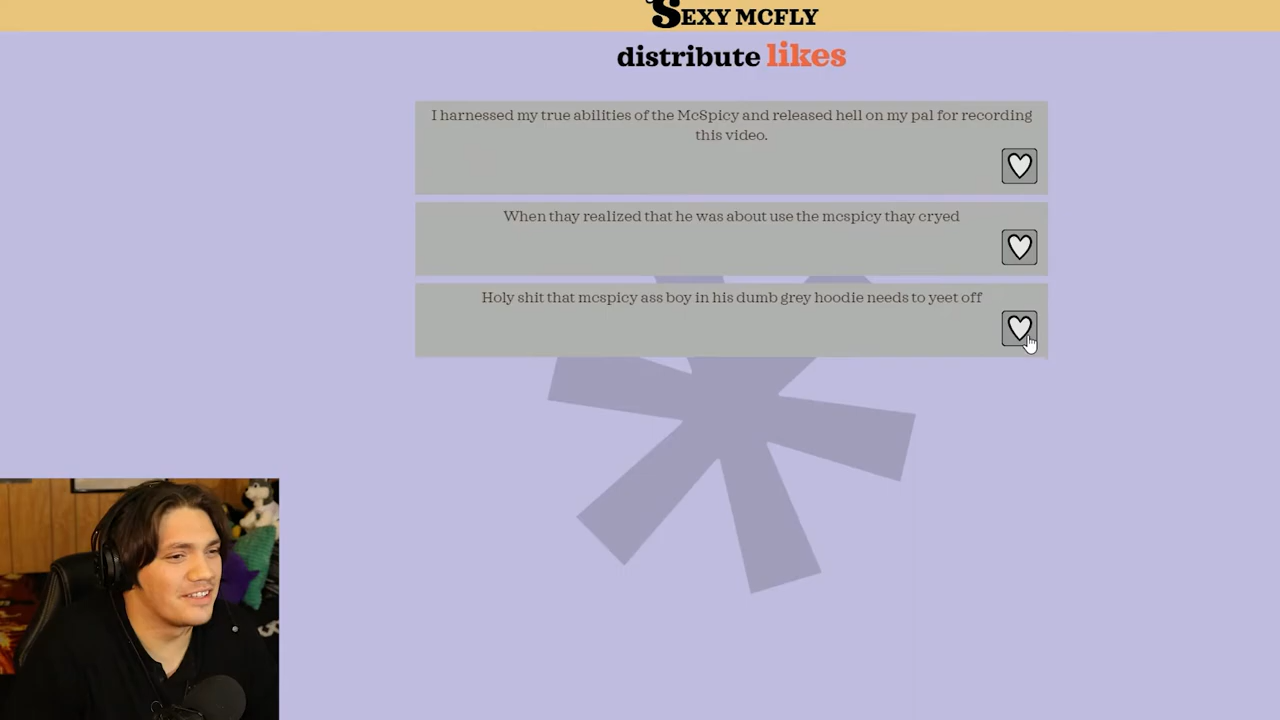 SEXY MCFLY
distribute likes
I harnessed my true abilities of the McSpicy and released hell on my pal for recording
this video.
When thay realized that he was about use the mcspicy thay cryed
Holy shit that mcspicy ass boy in his dumb grey hoodie needs to yeet off